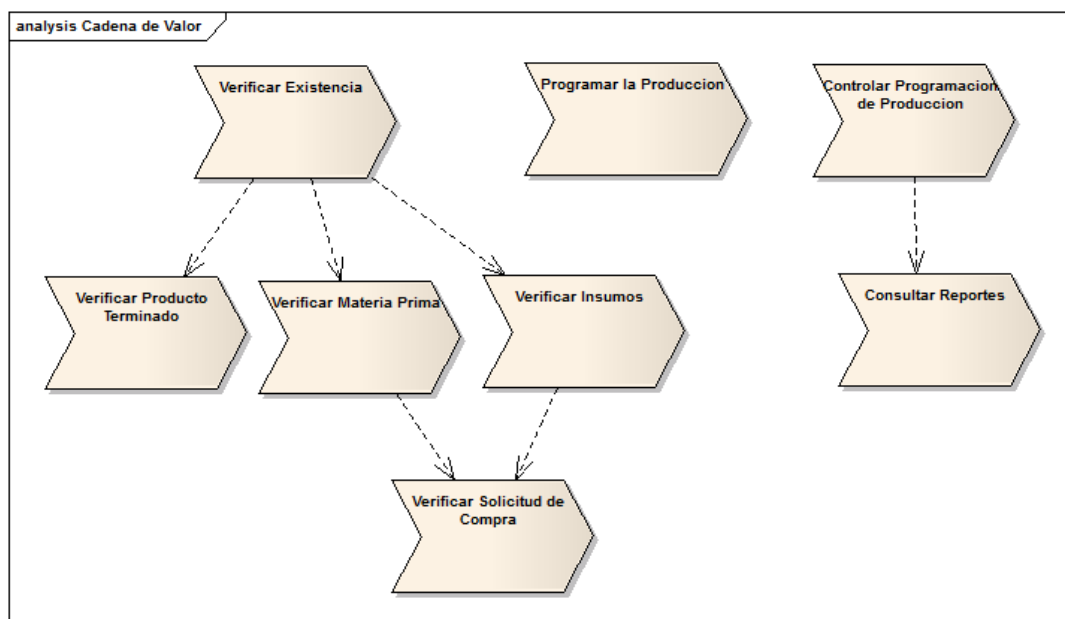 analysis Cadena de Valor
Verificar Existencia
Programar la Produccion
Controlar Programacion
de Produccion
Verificar Producto
Terminado
Verificar Materia Prima
Verificar Insumos
Consultar Reportes
Verificar Solicitud de
Compra